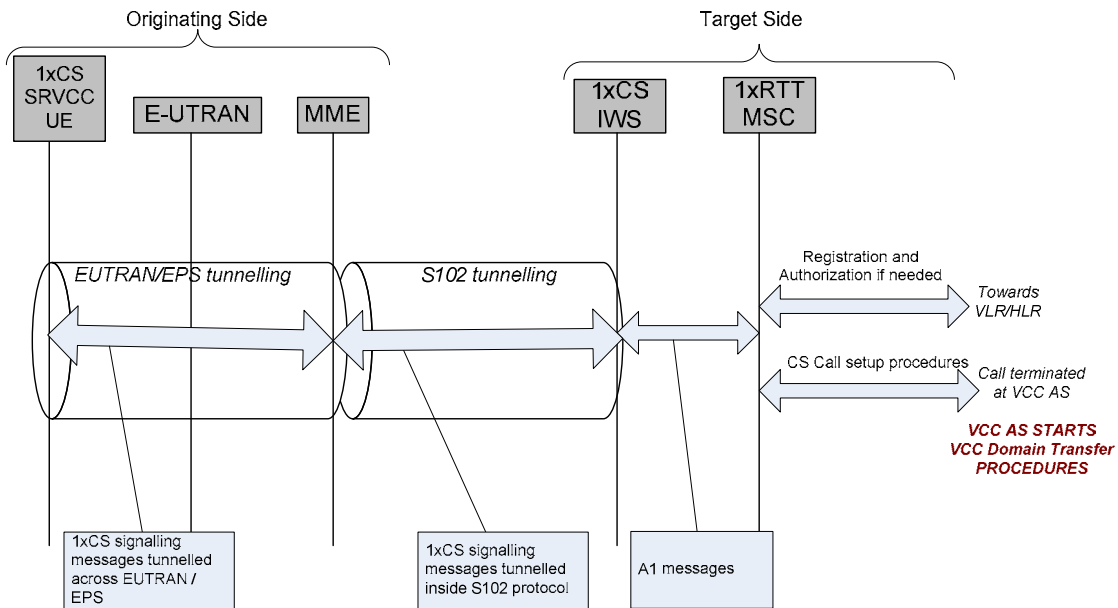 Originating Side
Target Side
1xCS
SRVCC
UE
E-UTRAN
MME
1xCS
IWS
1xRTT
MSC
EUTRAN/EPS tunnelling
S102 tunnelling
Registration and
Authorization if needed
Towards
VLR/HLR
CS Call setup procedures
Call terminated
at VCC AS
VCC AS STARTS
VCC Domain Transfer
PROCEDURES
1xCS signalling
messages tunnelled
across EUTRAN /
EPS
1xCS signalling
messages tunnelled
inside S102 protocol
A1 messages